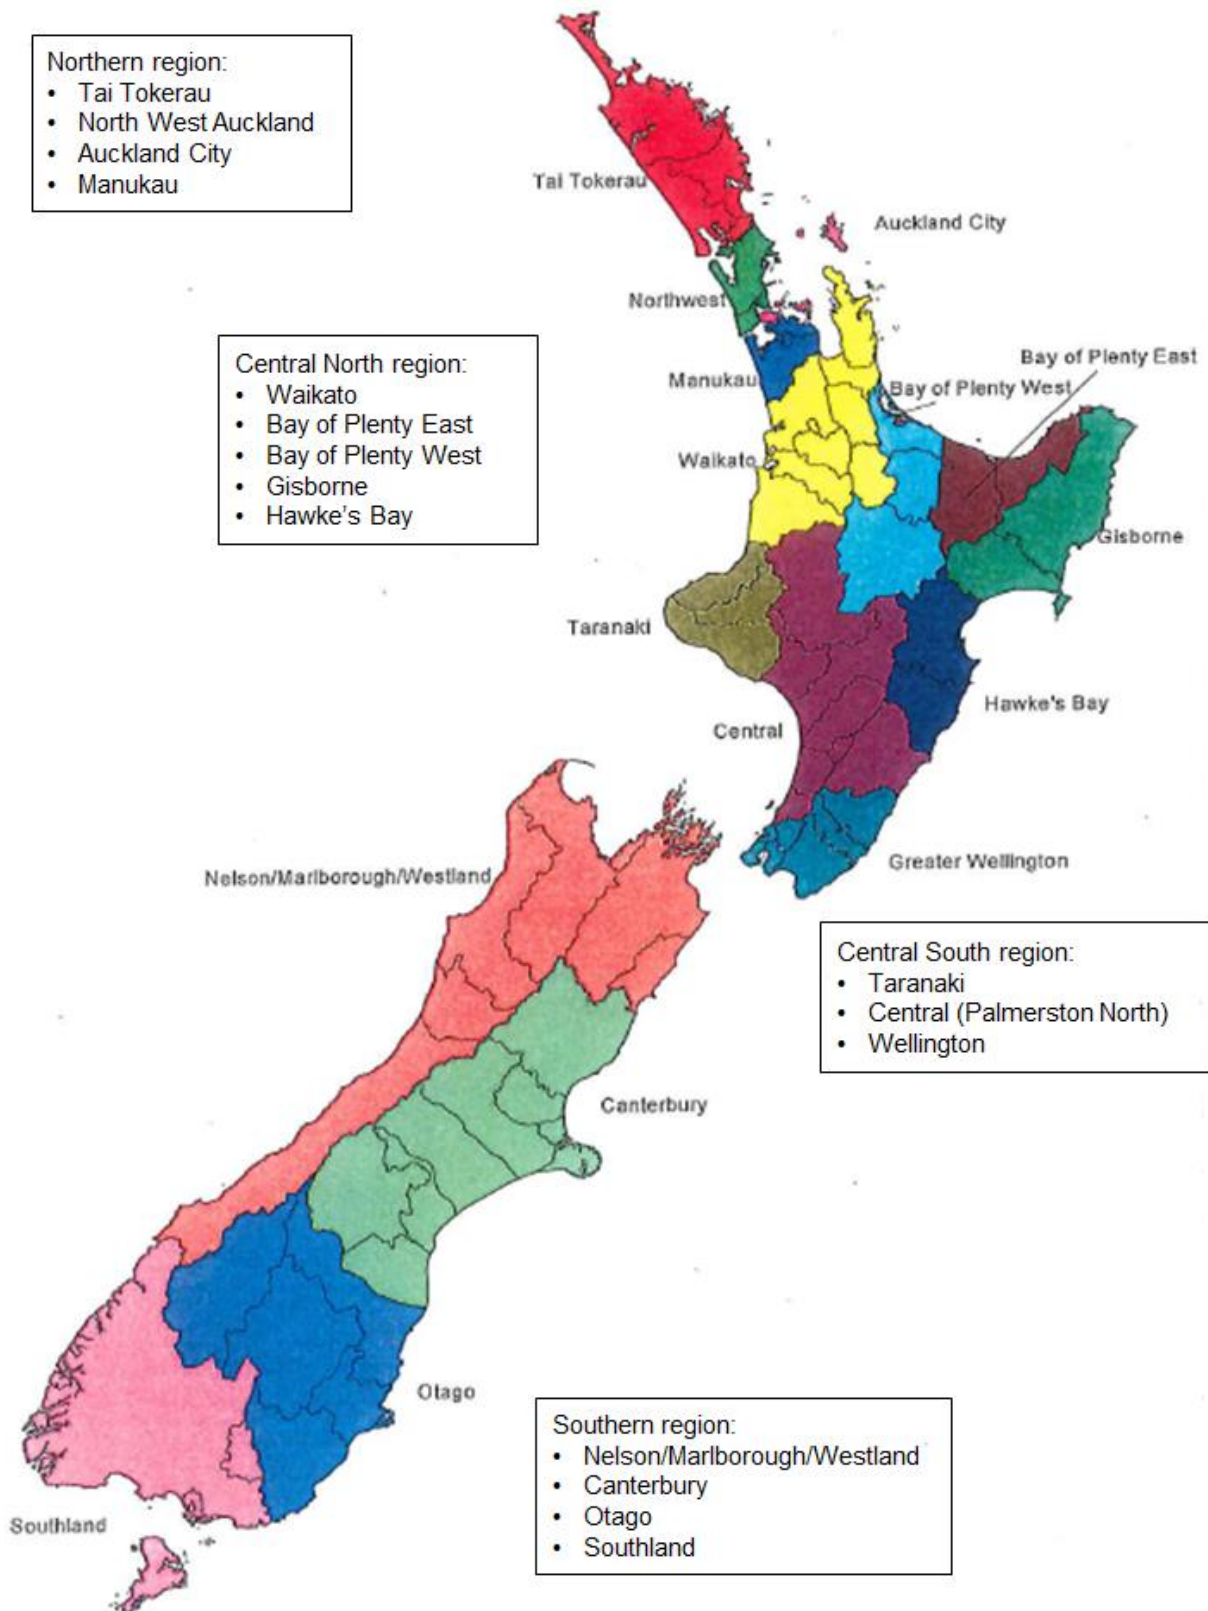 Northern region:
• Tai Tokerau
• North West Auckland
• Auckland City
• Manukau
Tai Tokerau
Auckland City
Northwest
Central North region:
• Waikato
• Bay of Plenty East
• Bay of Plenty West
• Gisborne
• Hawke's Bay
Bay of Plenty East
Manukau
Bay of Plenty West
Waikato
Gisborne
Taranaki
Hawke's Bay
Central
Greater Wellington
Nelson/Marlborough/Westland
Central South region:
• Taranaki
• Central (Palmerston North)
• Wellington
Canterbury
Otago
Southern region:
• Nelson/Marlborough/Westland
• Canterbury
• Otago
• Southland
Southland